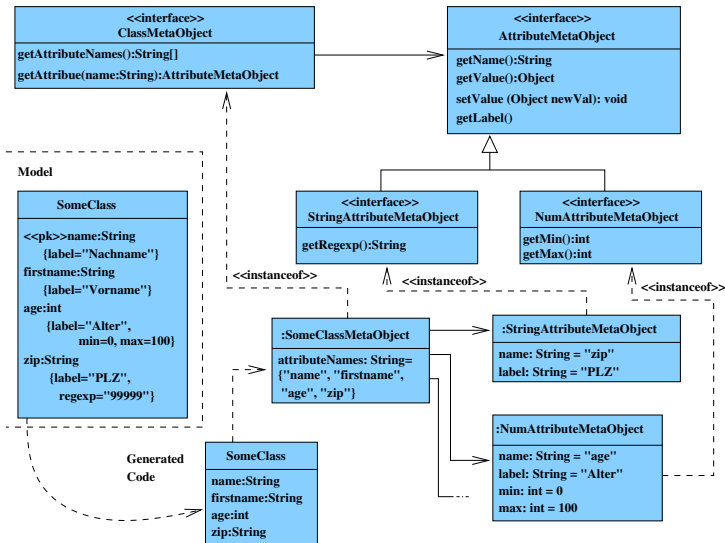 <<interface>>
ClassMetaObject
getAttributeNames():String[]
getAttribue(name:String):AttributeMetaObject
<<interface>>
AttributeMetaObject
getName():String
getValue():Object
setValue (Object newVal): void
getLabel()
Model
SomeClass
<<pk>>name:String
{label="Nachname"}
firstname:String
{label="Vorname"}
age:int
{label="Alter",
min=0, max=100}
zip:String
{label="PLZ",
regexp="99999"}
<<interface>>
StringAttributeMetaObject
getRegexp():String
<<interface>>
NumAttributeMetaObject
getMin():int
getMax():int
<<instanceof>>
<<instanceof>>
<<instanceof>>
:SomeClassMetaObject
attributeNames: String=
{"name", "firstname",
"age", "zip"}
:StringAttributeMetaObject
name: String = "zip"
label: String = "PLZ"
:NumAttributeMetaObject
name: String = "age"
label: String = "Alter"
min: int = 0
max: int = 100
Generated
Code
SomeClass
name:String
firstname:String
age:int
zip:String